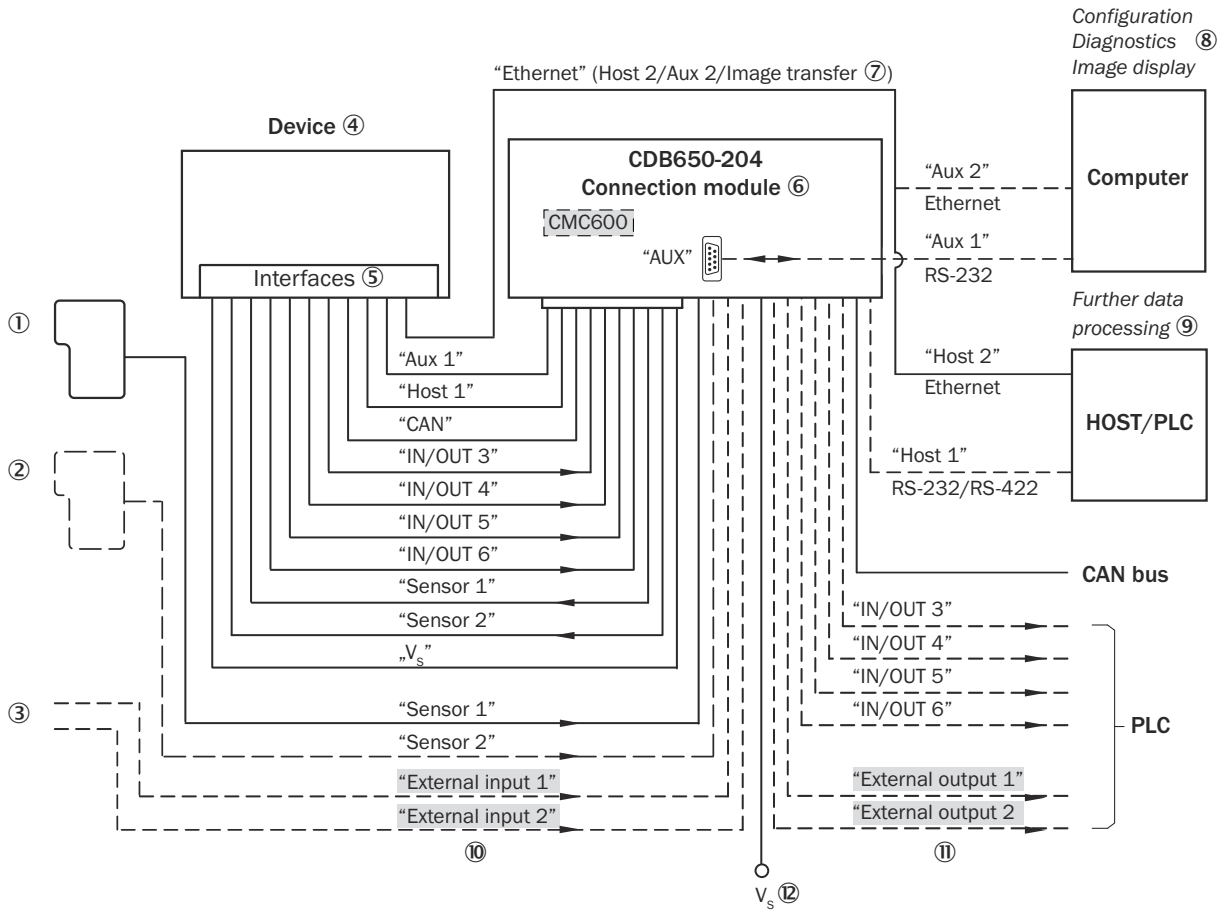 Configuration
Diagnostics ⑧
Image display
“Ethernet” (Host 2/Aux 2/Image transfer ⑦)
Device ④
CDB650-204
Connection module ⑥
CMC600
“AUX”
“Aux 2”
Ethernet
“Aux 1”
RS-232
Computer
Interfaces ⑤
①
Further data
processing ⑨
“Aux 1”
“Host 1”
“CAN”
“IN/OUT 3”
“IN/OUT 4”
“IN/OUT 5”
“IN/OUT 6”
“Sensor 1”
“Sensor 2”
„Vs”
“Host 2”
Ethernet
HOST/PLC
“Host 1”
RS-232/RS-422
②
CAN bus
“IN/OUT 3”
“IN/OUT 4”
“IN/OUT 5”
“IN/OUT 6”
PLC
③
“Sensor 1”
“Sensor 2”
“External input 1”
“External input 2”
⑩
“External output 1”
“External output 2
⑪
Vs ⑫